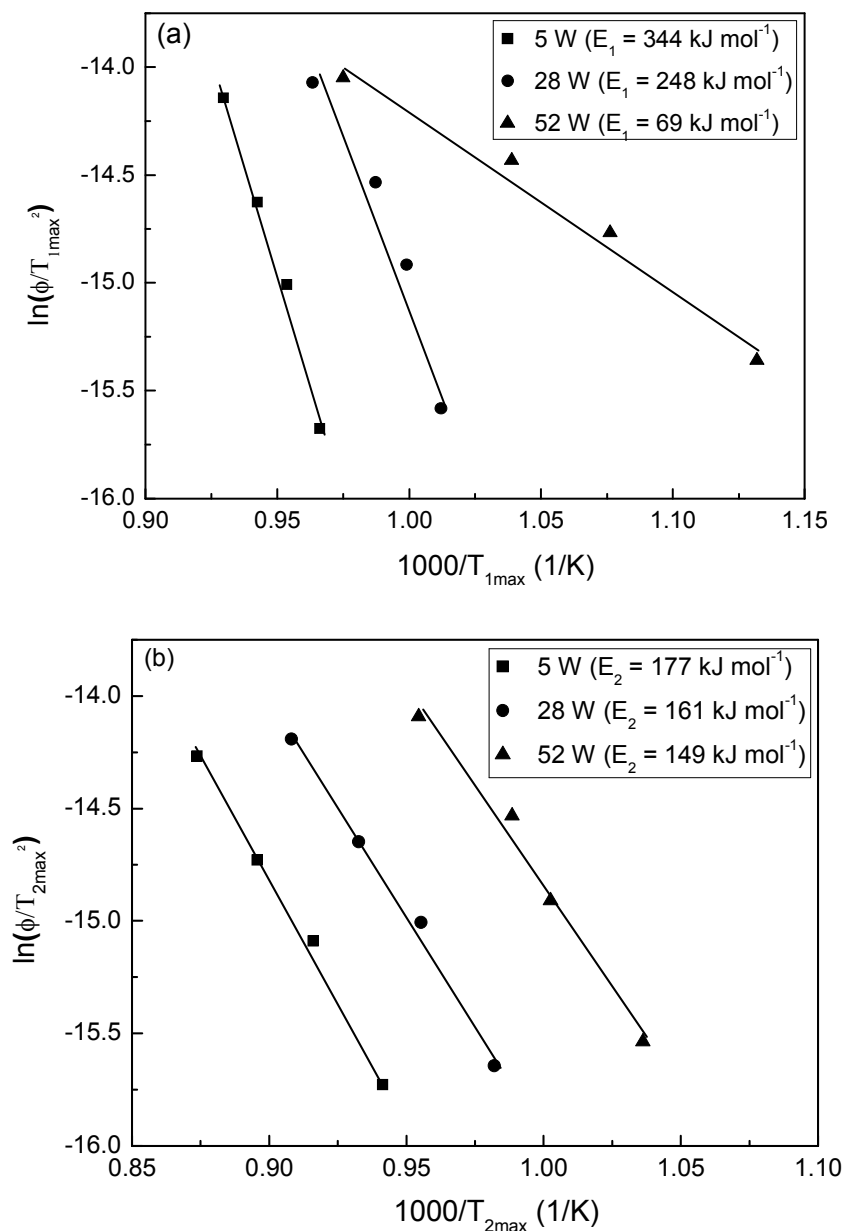 (a)
5 W (E₁ = 344 kJ mol⁻¹)
28 W (E₁ = 248 kJ mol⁻¹)
52 W (E₁ = 69 kJ mol⁻¹)
-14.0
-14.5
-15.0
-15.5
-16.0
ln(ϕ/T₁ₘₐₓ²)
0.90 0.95 1.00 1.05 1.10 1.15
1000/T₁ₘₐₓ (1/K)
(b)
5 W (E₂ = 177 kJ mol⁻¹)
28 W (E₂ = 161 kJ mol⁻¹)
52 W (E₂ = 149 kJ mol⁻¹)
-14.0
-14.5
-15.0
-15.5
-16.0
ln(ϕ/T₂ₘₐₓ²)
0.85 0.90 0.95 1.00 1.05 1.10
1000/T₂ₘₐₓ (1/K)